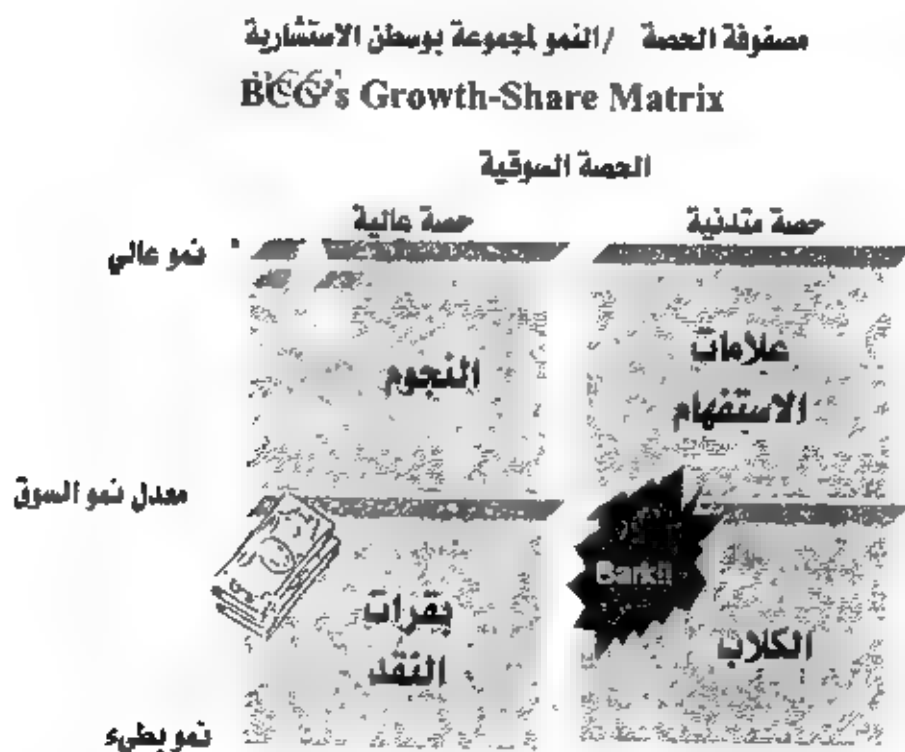 مصفوفة الحصة / النمو لمجموعة بوسطن الاستشارية
BCG's Growth-Share Matrix
الحصة السوقية
حصة عالية
حصة متدنية
نمو عالي
النجوم
علامات
الاستفهام
معدل نمو السوق
Bark!!
بقرات
النقد
الكلاب
نمو بطيء